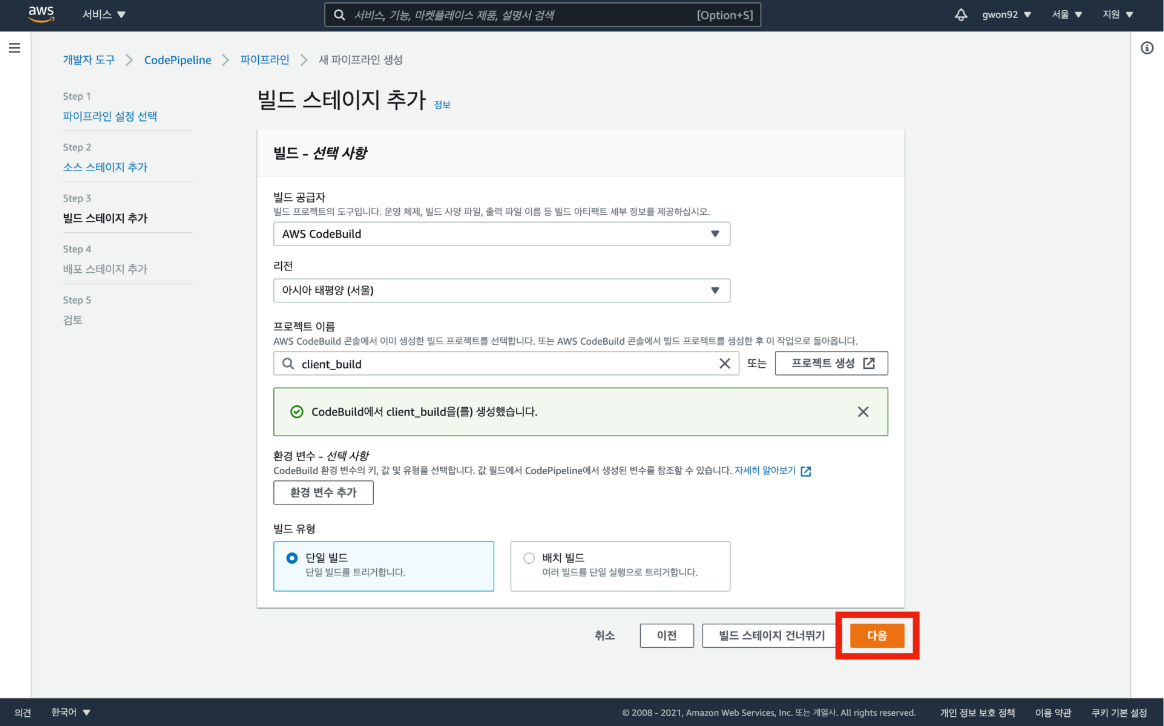 aws
서비스 ▼
서비스, 기능, 마켓플레이스 제품, 설명서 검색
[Option+S]
gwon92 ▼
서울 ▼
지원 ▼
개발자 도구 > CodePipeline > 파이프라인 > 새 파이프라인 생성
Step 1
파이프라인 설정 선택
Step 2
소스 스테이지 추가
Step 3
빌드 스테이지 추가
Step 4
배포 스테이지 추가
Step 5
검토
빌드 스테이지 추가 정보
빌드 - 선택 사항
빌드 공급자
빌드 프로젝트의 도구입니다. 운영 체제, 빌드 사양 파일, 출력 파일 이름 등 빌드 아티팩트 세부 정보를 제공하십시오.
AWS CodeBuild
리전
아시아 태평양 (서울)
프로젝트 이름
AWS CodeBuild 콘솔에서 이미 생성한 빌드 프로젝트를 선택합니다. 또는 AWS CodeBuild 콘솔에서 빌드 프로젝트를 생성한 후 이 작업으로 돌아옵니다.
client_build
또는
프로젝트 생성
CodeBuild에서 client_build을(를) 생성했습니다.
환경 변수 - 선택 사항
CodeBuild 환경 변수의 키, 값 및 유형을 선택합니다. 값 필드에서 CodePipeline에서 생성된 변수를 참조할 수 있습니다. 자세히 알아보기
환경 변수 추가
빌드 유형
단일 빌드
단일 빌드를 트리거합니다.
배치 빌드
여러 빌드를 단일 실행으로 트리거합니다.
취소
이전
빌드 스테이지 건너뛰기
다음
의견
한국어 ▼
© 2008 - 2021, Amazon Web Services, Inc. 또는 계열사. All rights reserved.
개인 정보 보호 정책
이용 약관
쿠키 기본 설정